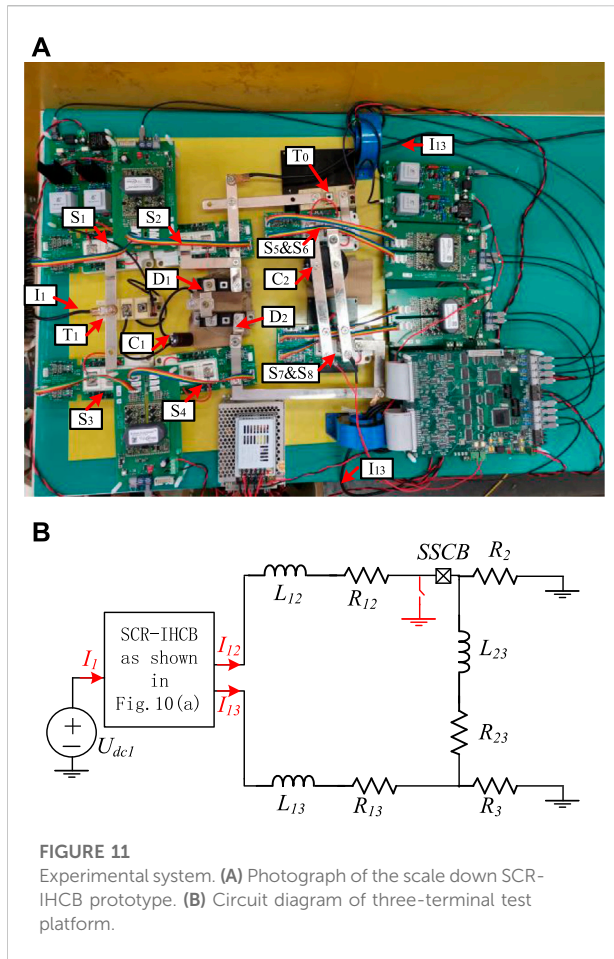 A
I13
T0
S1
S2
S5&S6
D1
C2
I1
T1
C1
D2
S7&S8
S3
S4
I13
B
SSCB
R2
L12
R12
SCR-IHCB
as shown
in
Fig.10(a)
I1
I12
I13
L23
R23
Udc1
L13
R13
R3
FIGURE 11
Experimental system. (A) Photograph of the scale down SCR-
IHCB prototype. (B) Circuit diagram of three-terminal test
platform.